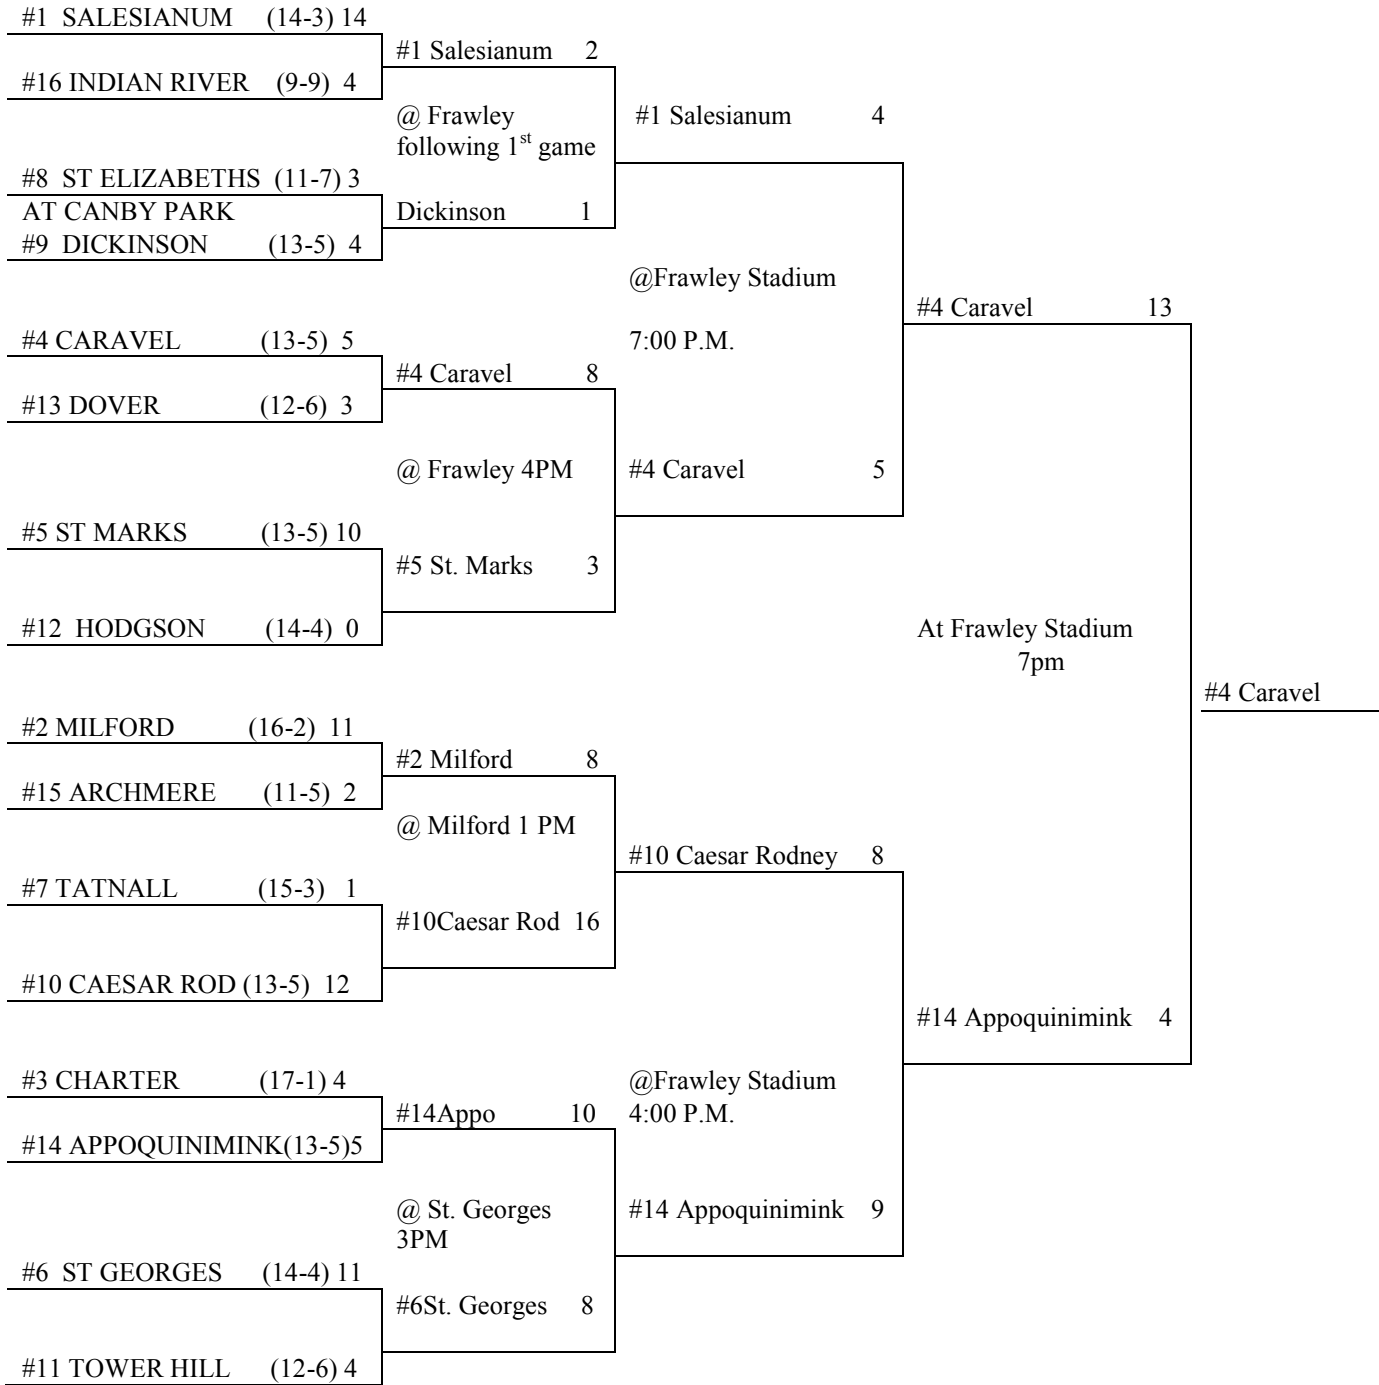 #1 SALESIANUM (14-3) 14
#1 Salesianum 2
#16 INDIAN RIVER (9-9) 4
@ Frawley
following 1st game
#1 Salesianum 4
#8 ST ELIZABETHS (11-7) 3
AT CANBY PARK
#9 DICKINSON (13-5) 4
Dickinson 1
@Frawley Stadium
7:00 P.M.
#4 Caravel 13
#4 CARAVEL (13-5) 5
#4 Caravel 8
#13 DOVER (12-6) 3
@ Frawley 4PM
#4 Caravel 5
#5 ST MARKS (13-5) 10
#5 St. Marks 3
#12 HODGSON (14-4) 0
At Frawley Stadium
7pm
#4 Caravel
#2 MILFORD (16-2) 11
#2 Milford 8
#15 ARCHMERE (11-5) 2
@ Milford 1 PM
#10 Caesar Rodney 8
#7 TATNALL (15-3) 1
#10Caesar Rod 16
#10 CAESAR ROD (13-5) 12
#14 Appoquinimink 4
#3 CHARTER (17-1) 4
#14Appo 10
#14 APPOQUINIMINK(13-5)5
@Frawley Stadium
4:00 P.M.
@ St. Georges
3PM
#14 Appoquinimink 9
#6 ST GEORGES (14-4) 11
#6St. Georges 8
#11 TOWER HILL (12-6) 4